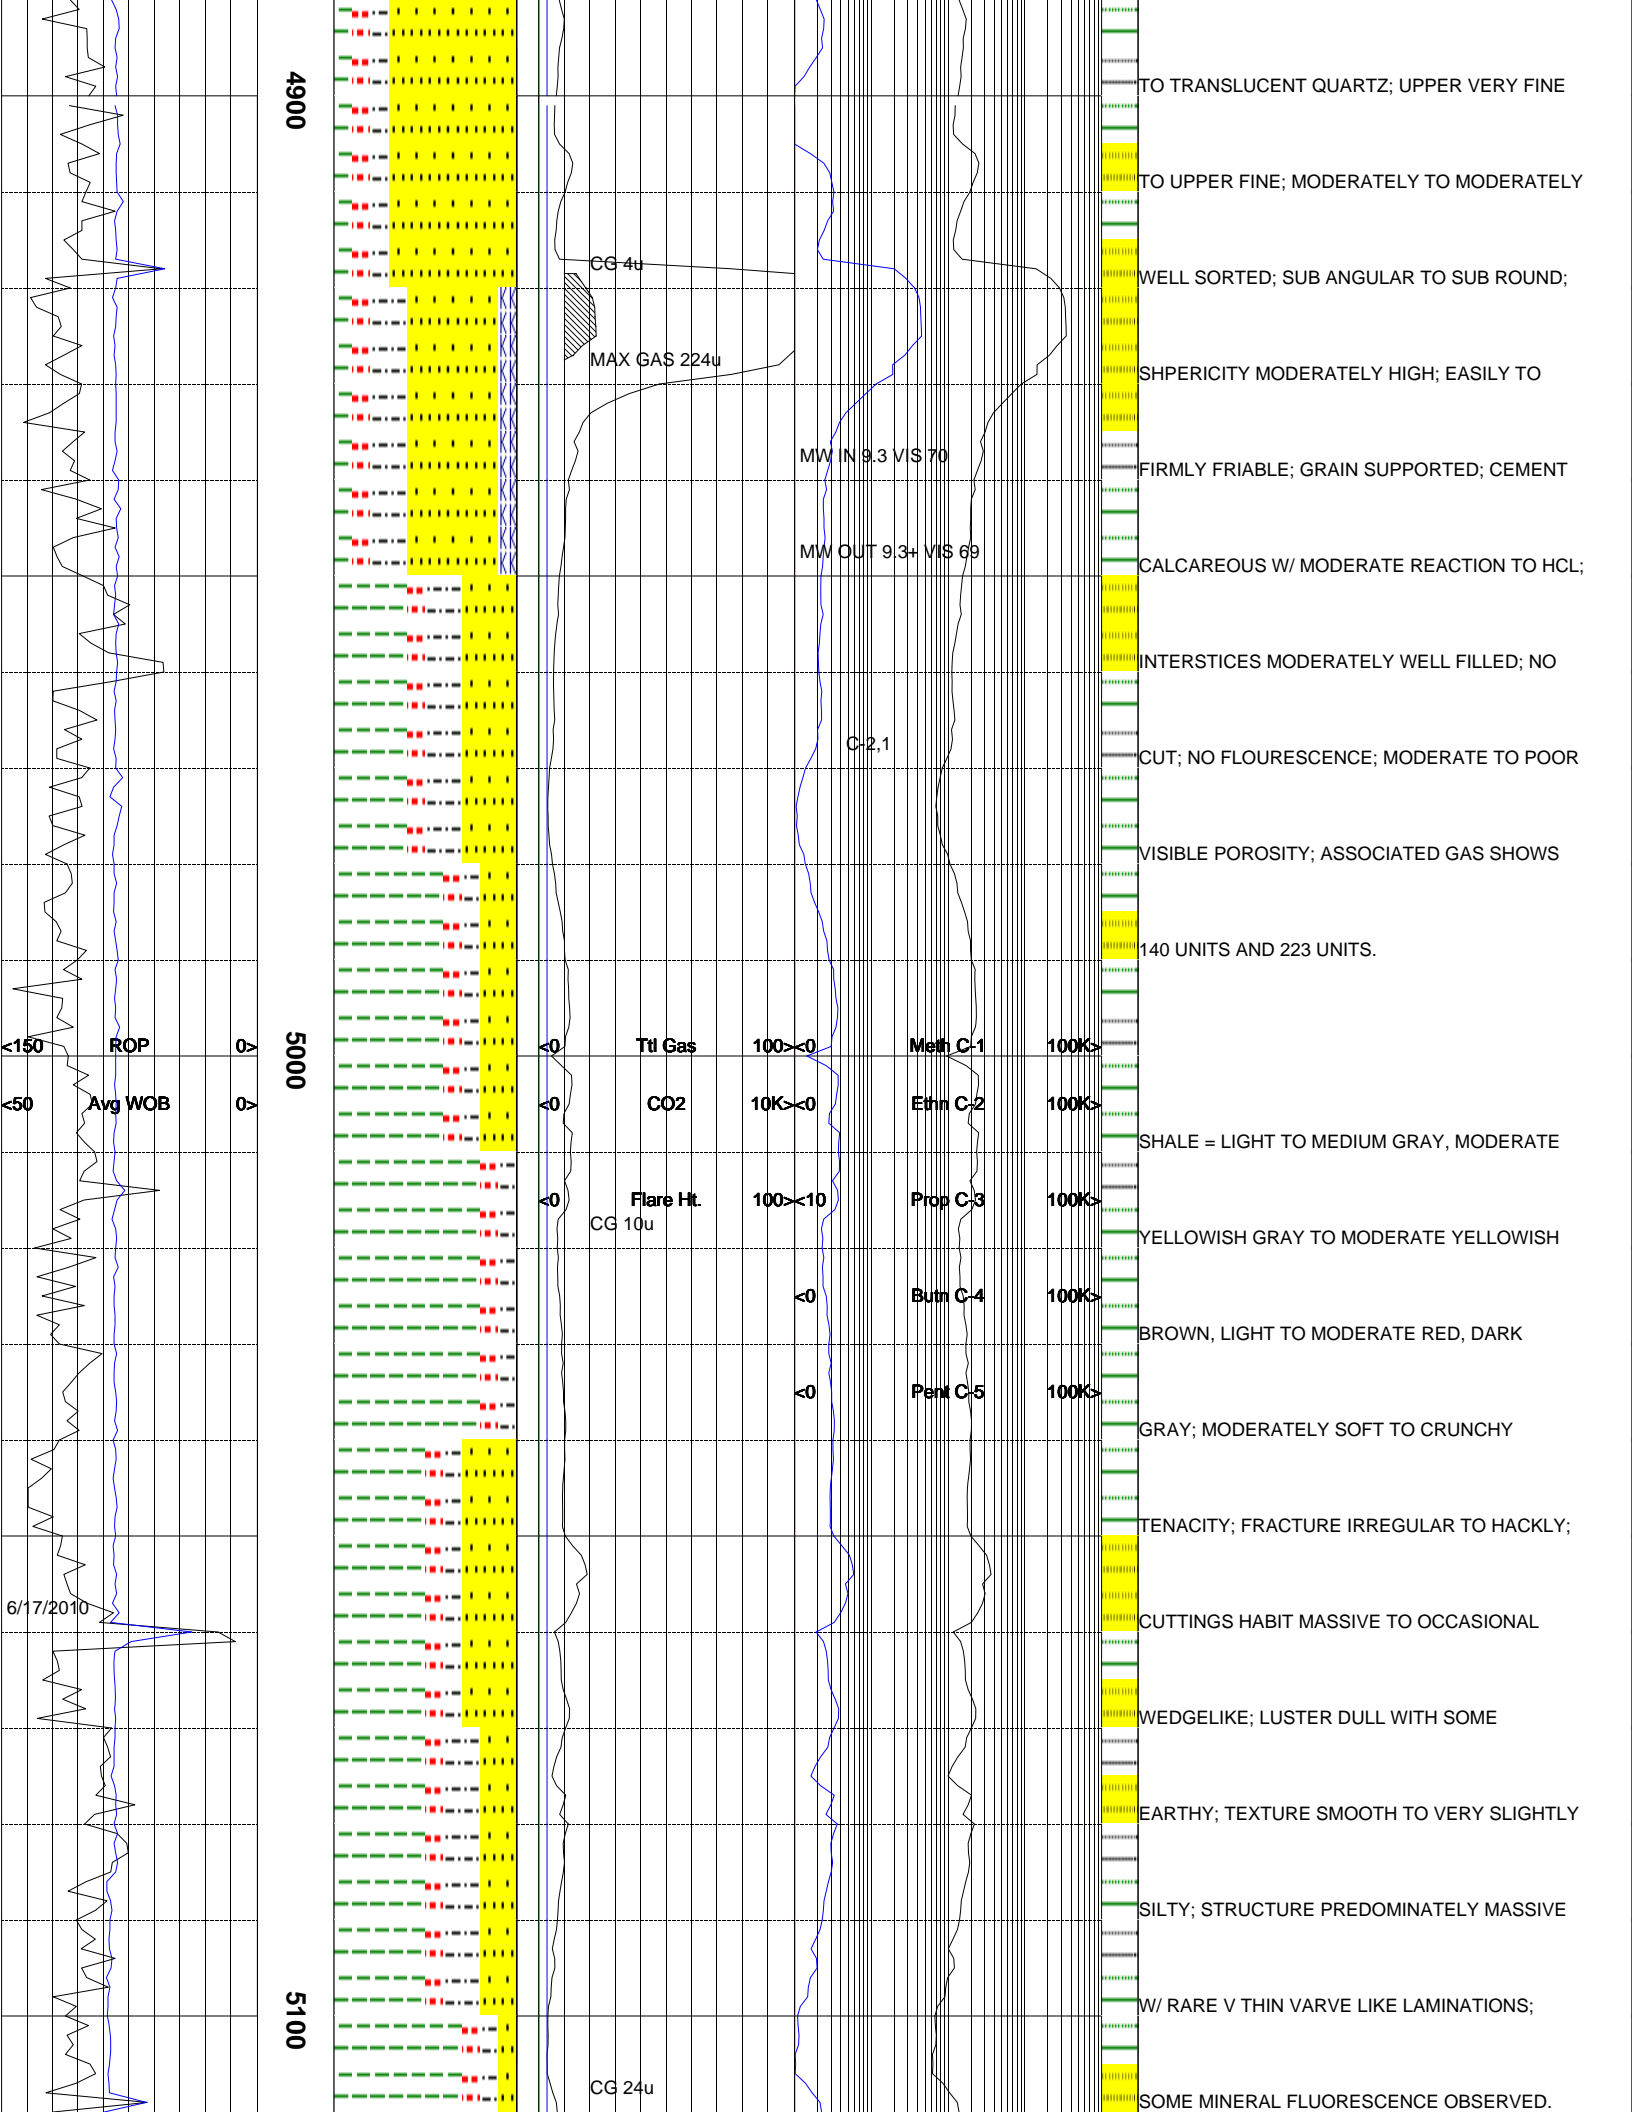 4900
TO TRANSLUCENT QUARTZ; UPPER VERY FINE
TO UPPER FINE; MODERATELY TO MODERATELY
CG 4u
WELL SORTED; SUB ANGULAR TO SUB ROUND;
MAX GAS 224u
SHPERICITY MODERATELY HIGH; EASILY TO
MW IN 9.3 VIS 70
FIRMLY FRIABLE; GRAIN SUPPORTED; CEMENT
MW OUT 9.3+ VIS 69
CALCAREOUS W/ MODERATE REACTION TO HCL;
INTERSTICES MODERATELY WELL FILLED; NO
C-2,1
CUT; NO FLOURESCENCE; MODERATE TO POOR
VISIBLE POROSITY; ASSOCIATED GAS SHOWS
140 UNITS AND 223 UNITS.
<150 ROP 0>
5000
<0 Ttl Gas 100>
<0 Meth C-1 100K>
<50 Avg WOB 0>
<0 CO2 10K>
<0 Ethn C-2 100K>
SHALE = LIGHT TO MEDIUM GRAY, MODERATE
<0 Flare Ht. 100>
<10 Prop C-3 100K>
CG 10u
YELLOWISH GRAY TO MODERATE YELLOWISH
<0 Butn C-4 100K>
BROWN, LIGHT TO MODERATE RED, DARK
<0 Pent C-5 100K>
GRAY; MODERATELY SOFT TO CRUNCHY
TENACITY; FRACTURE IRREGULAR TO HACKLY;
6/17/2010
CUTTINGS HABIT MASSIVE TO OCCASIONAL
WEDGELIKE; LUSTER DULL WITH SOME
EARTHY; TEXTURE SMOOTH TO VERY SLIGHTLY
SILTY; STRUCTURE PREDOMINATELY MASSIVE
5100
W/ RARE V THIN VARVE LIKE LAMINATIONS;
CG 24u
SOME MINERAL FLUORESCENCE OBSERVED.